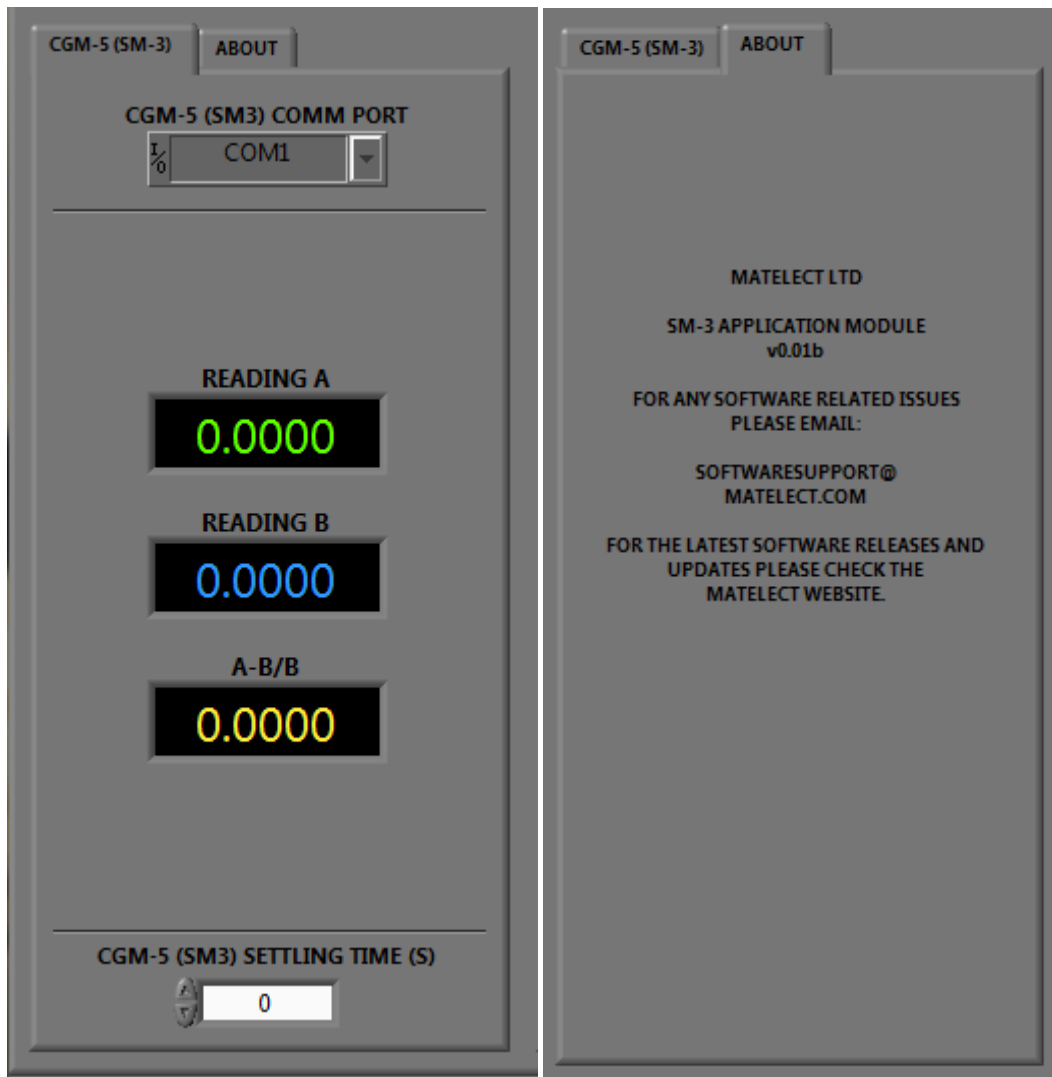 CGM-5 (SM-3)
ABOUT
CGM-5 (SM3) COMM PORT
I/O
COM1
READING A
0.0000
READING B
0.0000
A-B/B
0.0000
CGM-5 (SM3) SETTLING TIME (S)
0
CGM-5 (SM-3)
ABOUT
MATELECT LTD
SM-3 APPLICATION MODULE
v0.01b
FOR ANY SOFTWARE RELATED ISSUES
PLEASE EMAIL:
SOFTWARESUPPORT@
MATELECT.COM
FOR THE LATEST SOFTWARE RELEASES AND
UPDATES PLEASE CHECK THE
MATELECT WEBSITE.